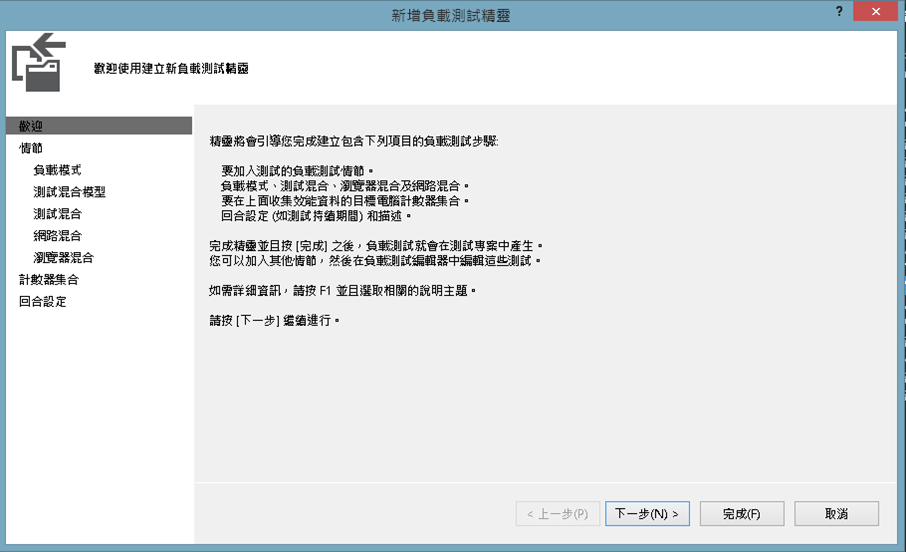 新增負載測試精靈
?
歡迎使用建立新負載測試精靈
歡迎
情節
負載模式
測試混合模型
測試混合
網路混合
瀏覽器混合
計數器集合
回合設定
精靈將會引導您完成建立包含下列項目的負載測試步驟:
要加入測試的負載測試情節。
負載模式、測試混合、瀏覽器混合及網路混合。
要在上面收集效能資料的目標電腦計數器集合。
回合設定 (如測試持續期間) 和描述。
完成精靈並且按 [完成] 之後，負載測試就會在測試專案中產生。
您可以加入其他情節，然後在負載測試編輯器中編輯這些測試。
如需詳細資訊，請按 F1 並且選取相關的說明主題。
請按 [下一步] 繼續進行。
< 上一步(P)
下一步(N) >
完成(F)
取消